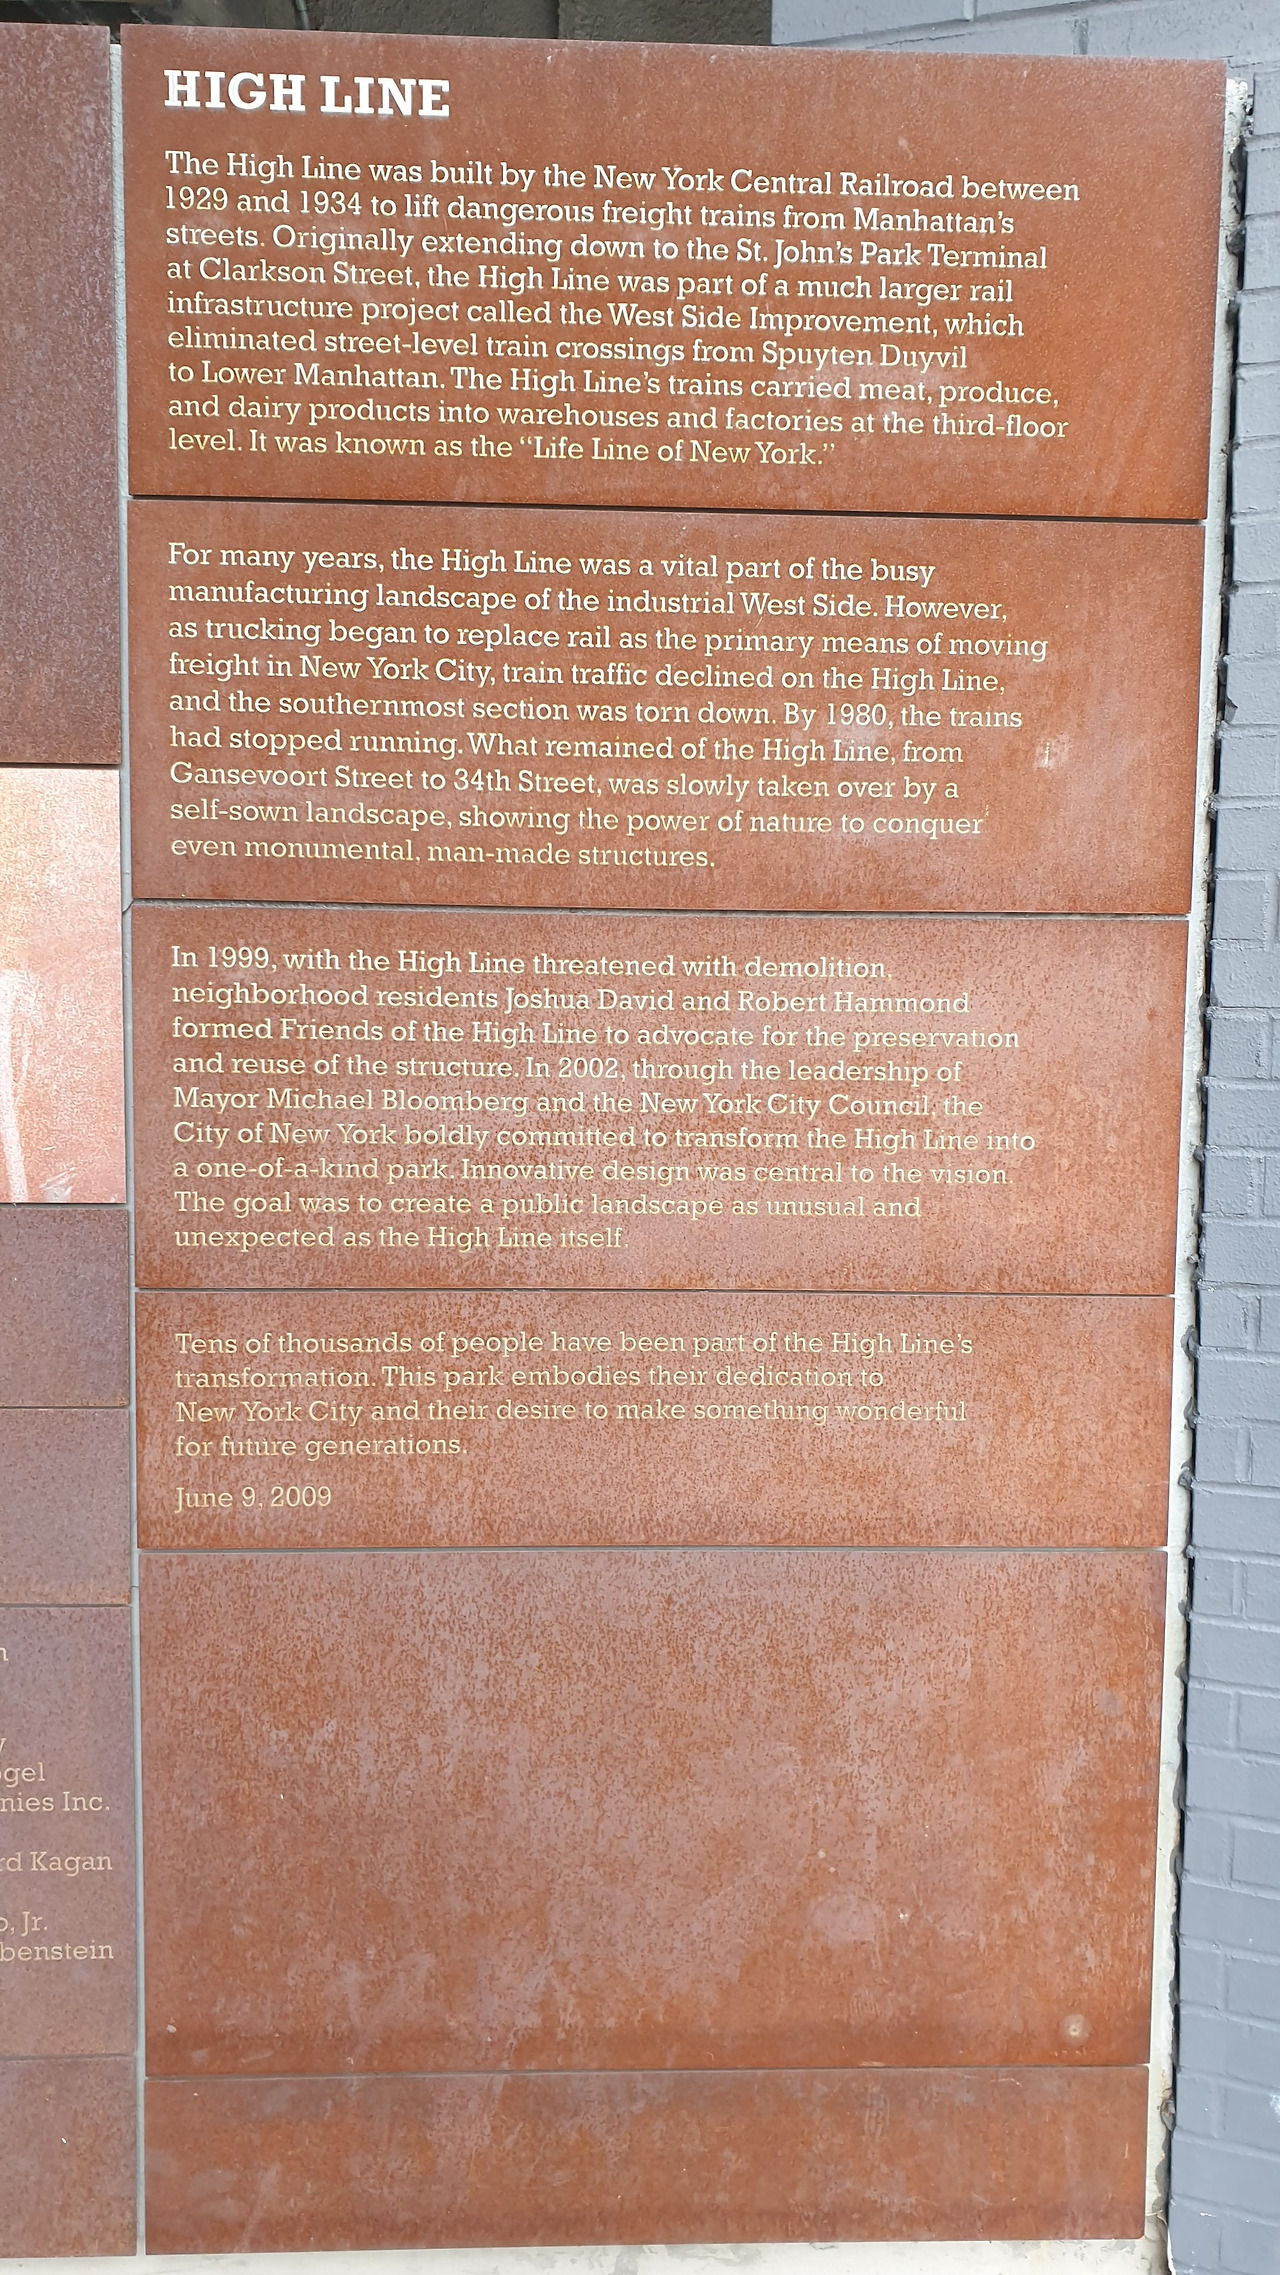 HIGH LINE
The High Line was built by the New York Central Railroad between
1929 and 1934 to lift dangerous freight trains from Manhattan's
streets. Originally extending down to the St. John's Park Terminal
at Clarkson Street, the High Line was part of a much larger rail
infrastructure project called the West Side Improvement, which
eliminated street-level train crossings from Spuyten Duyvil
to Lower Manhattan. The High Line's trains carried meat, produce,
and dairy products into warehouses and factories at the third-floor
level. It was known as the “Life Line of New York.”
For many years, the High Line was a vital part of the busy
manufacturing landscape of the industrial West Side. However,
as trucking began to replace rail as the primary means of moving
freight in New York City, train traffic declined on the High Line,
and the southernmost section was torn down. By 1980, the trains
had stopped running. What remained of the High Line, from
Gansevoort Street to 34th Street, was slowly taken over by a
self-sown landscape, showing the power of nature to conquer
even monumental, man-made structures.
In 1999, with the High Line threatened with demolition,
neighborhood residents Joshua David and Robert Hammond
formed Friends of the High Line to advocate for the preservation
and reuse of the structure. In 2002, through the leadership of
Mayor Michael Bloomberg and the New York City Council, the
City of New York boldly committed to transform the High Line into
a one-of-a-kind park. Innovative design was central to the vision.
The goal was to create a public landscape as unusual and
unexpected as the High Line itself.
Tens of thousands of people have been part of the High Line's
transformation. This park embodies their dedication to
New York City and their desire to make something wonderful
for future generations.
June 9, 2009
Inc.
Kagan
Jr.